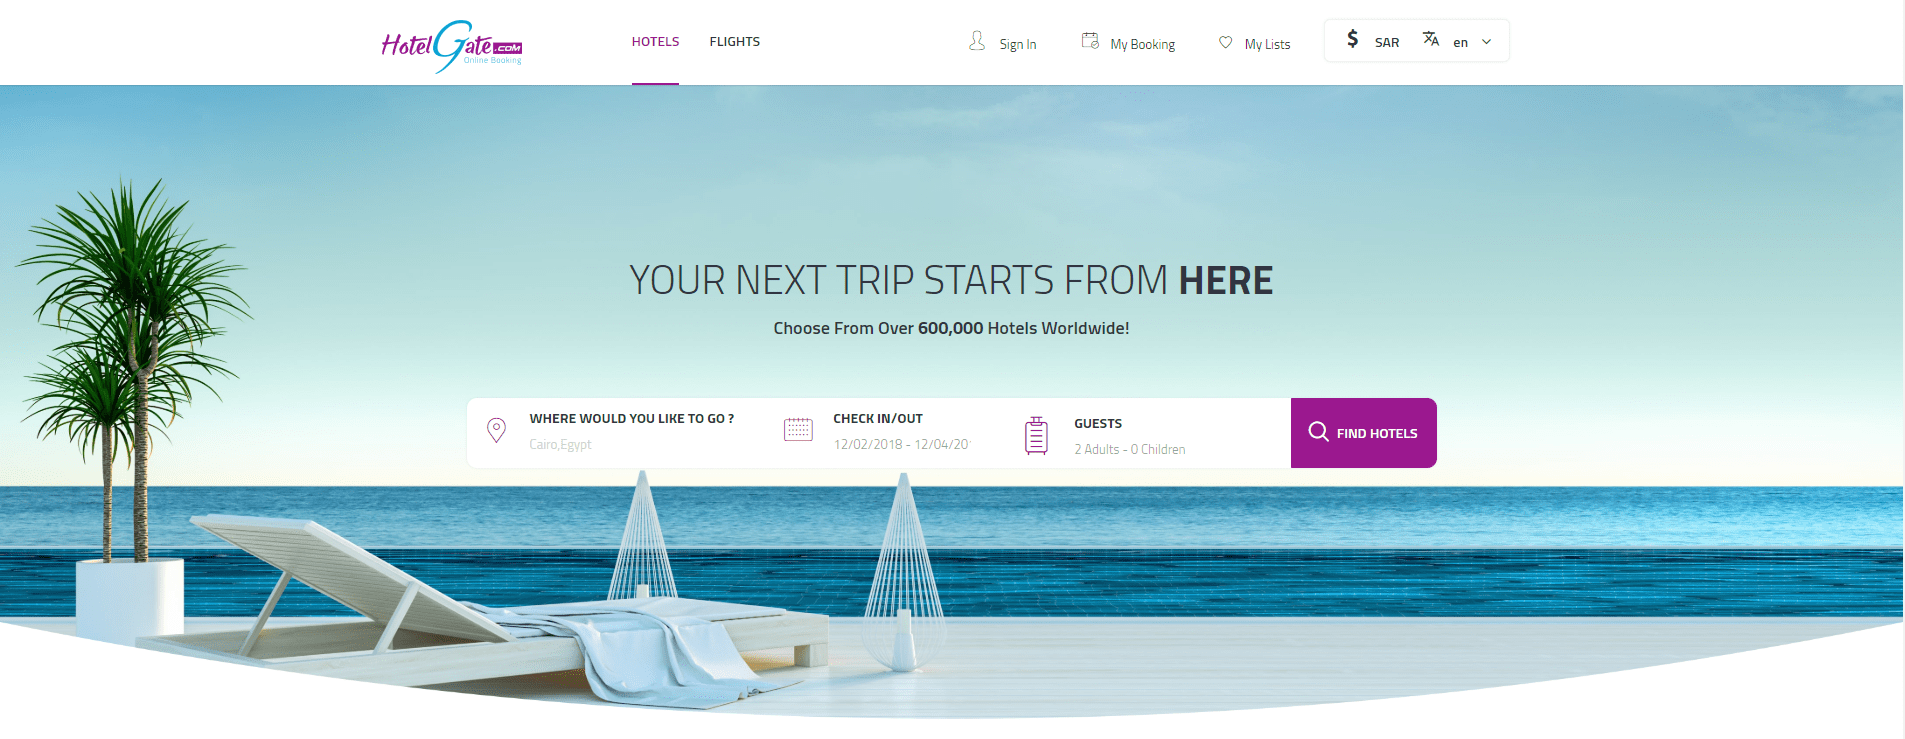 HotelGate.COM
Online Booking
HOTELS
FLIGHTS
Sign In
My Booking
My Lists
$ SAR
en
YOUR NEXT TRIP STARTS FROM HERE
Choose From Over 600,000 Hotels Worldwide!
WHERE WOULD YOU LIKE TO GO ?
Cairo,Egypt
CHECK IN/OUT
12/02/2018 - 12/04/20
GUESTS
2 Adults - 0 Children
FIND HOTELS